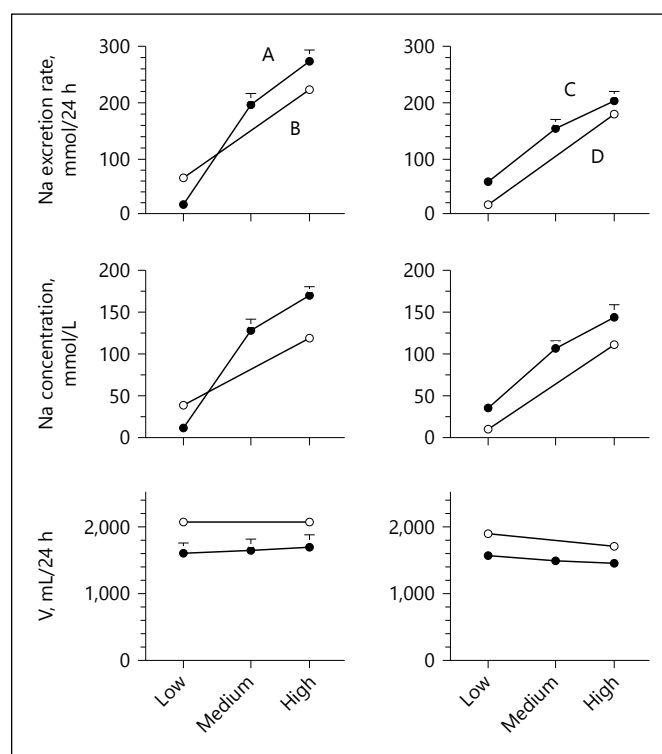 Na excretion rate,
mmol/24 h
300
200
100
0
A
B
300
200
100
0
C
D
Na concentration,
mmol/L
200
150
100
50
0
200
150
100
50
0
V, mL/24 h
2,000
1,000
0
Low
Medium
High
2,000
1,000
0
Low
Medium
High